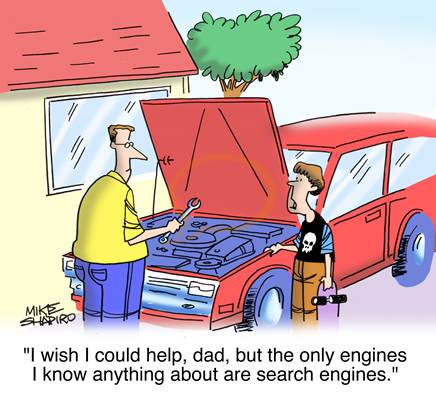 MIKE
SHAPIRO
"I wish I could help, dad, but the only engines
I know anything about are search engines."